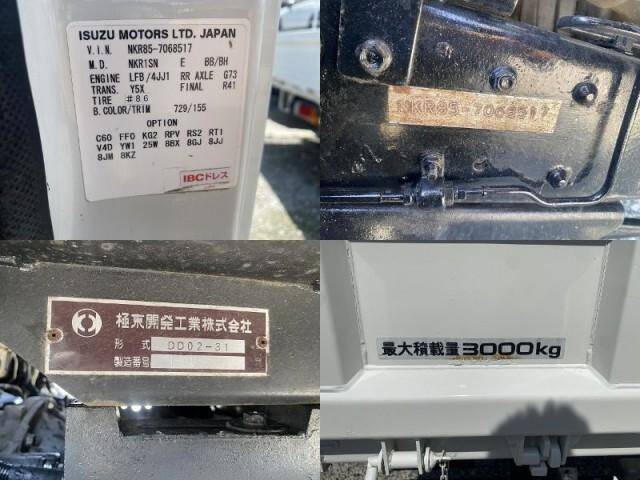 ISUZU MOTORS LTD. JAPAN
V.I.N. NKR85-7068517
M.D. NKR1SN E BB/BH
ENGINE LFB/4JJ1 RR AXLE G73
TRANS. Y5X FINAL R41
TIRE #86
B.COLOR/TRIM 729/155
OPTION
C60 FFO KG2 RPV RS2 RT1
V4D YW1 25W 8BX 8GJ 8JJ
8JM 8KZ
IBCドレス
NKR85-7068517
極東開発工業株式会社
形式 DD02-31
製造番号
最大積載量3000kg